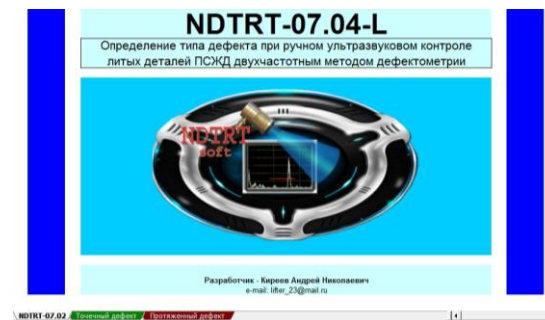 NDTRT-07.04-L
Определение типа дефекта при ручном ультразвуковом контроле
литых деталей ПСЖД двухчастотным методом дефектометрии
NDTRT
soft
Разработчик - Киреев Андрей Николаевич
e-mail: lifter_23@mail.ru
NDTRT-07.02 / Точечный дефект / Протяженный дефект